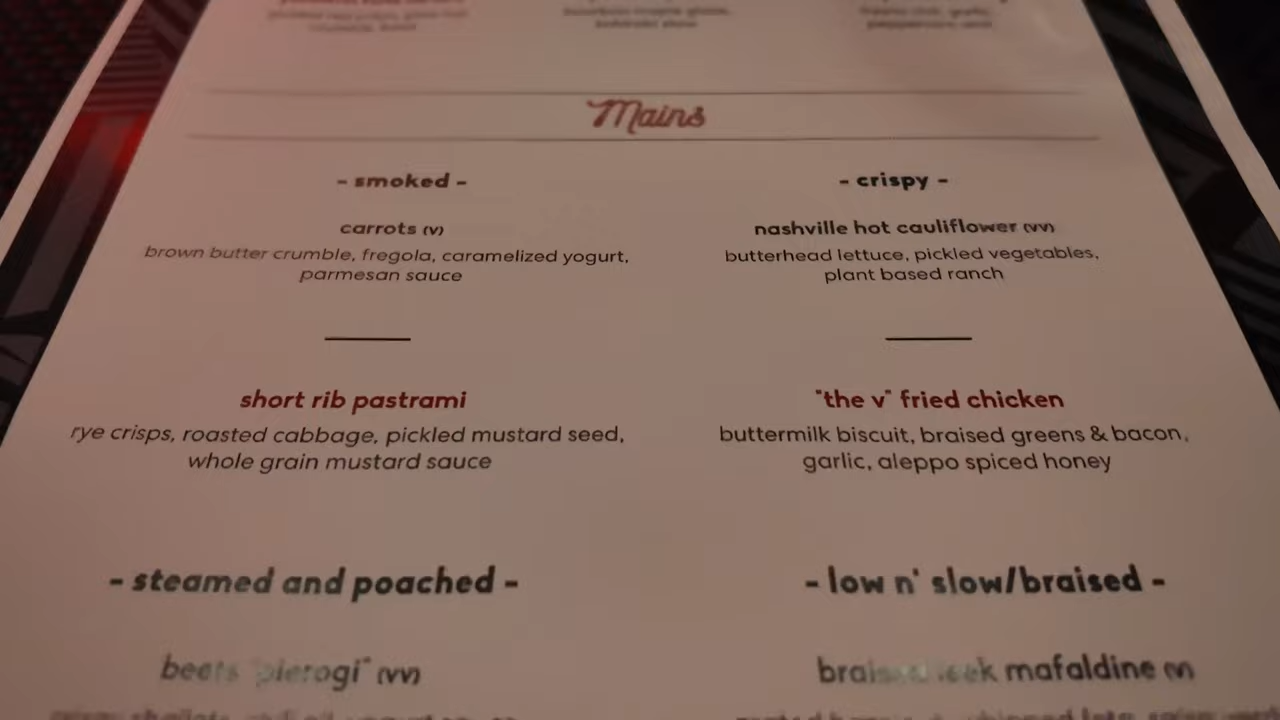 Mains
- smoked -
carrots (V)
brown butter crumble, fregola, caramelized yogurt,
parmesan sauce
short rib pastrami
rye crisps, roasted cabbage, pickled mustard seed,
whole grain mustard sauce
- steamed and poached -
beets "pierogi" (VV)
- crispy -
nashville hot cauliflower (VV)
butterhead lettuce, pickled vegetables,
plant based ranch
"the v" fried chicken
buttermilk biscuit, braised greens & bacon,
garlic, aleppo spiced honey
- low n' slow/braised -
braised leek mafaldine (V)